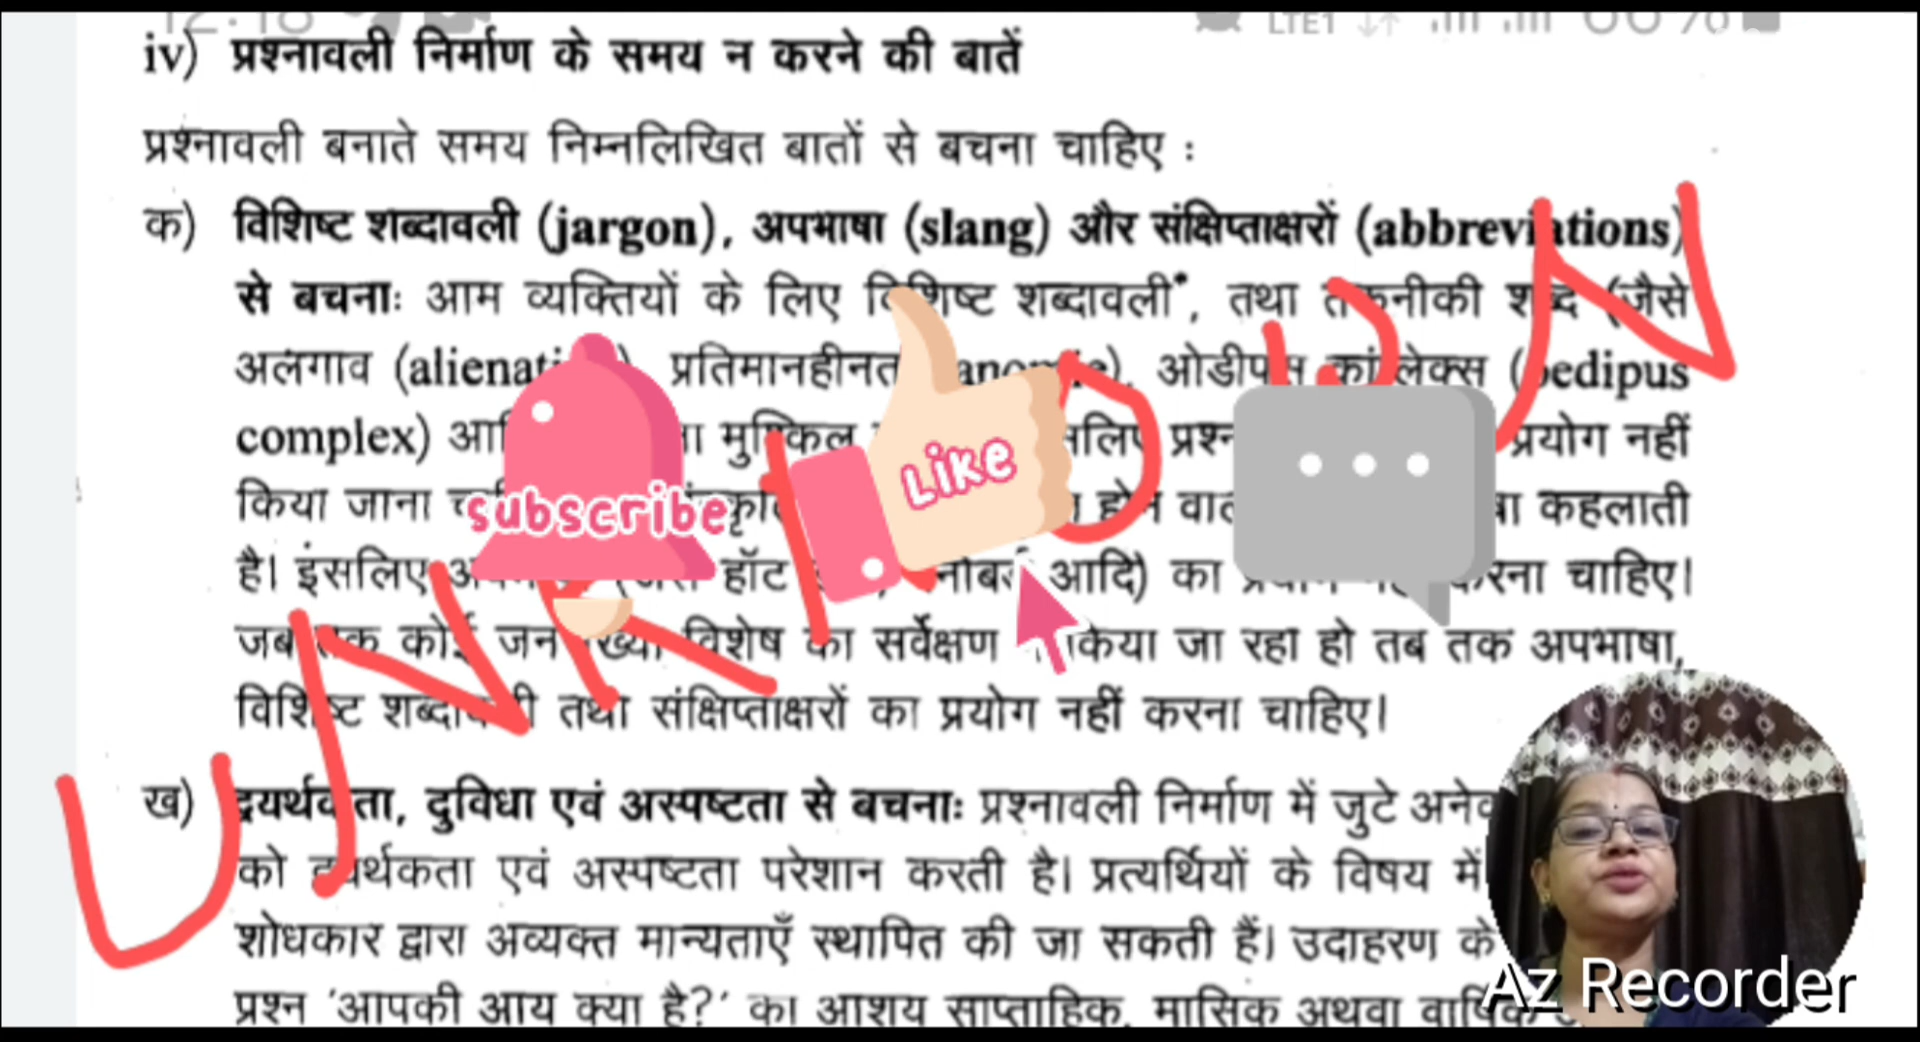 12:18 LTE1
iv) प्रश्नावली निर्माण के समय न करने की बातें
प्रश्नावली बनाते समय निम्नलिखित बातों से बचना चाहिए :
क) विशिष्ट शब्दावली (jargon), अपभाषा (slang) और संक्षिप्ताक्षरों (abbreviations)
से बचनाः आम व्यक्तियों के लिए विशिष्ट शब्दावली*, तथा तकनीकी शब्द (जैसे
अलगाव (alienation), प्रतिमानहीनता (anomie), ओडीपस कांप्लेक्स (oedipus
complex) मुश्किल प्रयोग नहीं
किया जाना होने कहलाती
है। इसलिए हॉट आदि) का करना चाहिए।
जब तक कोई जनसंख्या विशेष का सर्वेक्षण किया जा रहा हो तब तक अपभाषा,
विशिष्ट शब्दावली तथा संक्षिप्ताक्षरों का प्रयोग नहीं करना चाहिए।
ख) द्वयर्थकता, दुविधा एवं अस्पष्टता से बचनाः प्रश्नावली निर्माण में जुटे
को द्वयर्थकता एवं अस्पष्टता परेशान करती है। प्रत्यर्थियों के विषय में
शोधकार द्वारा अव्यक्त मान्यताएँ स्थापित की जा सकती हैं। उदाहरण के
प्रश्न 'आपकी आय क्या है?' का आशय साप्ताहिक, मासिक अथवा
subscribe
Like
Az Recorder